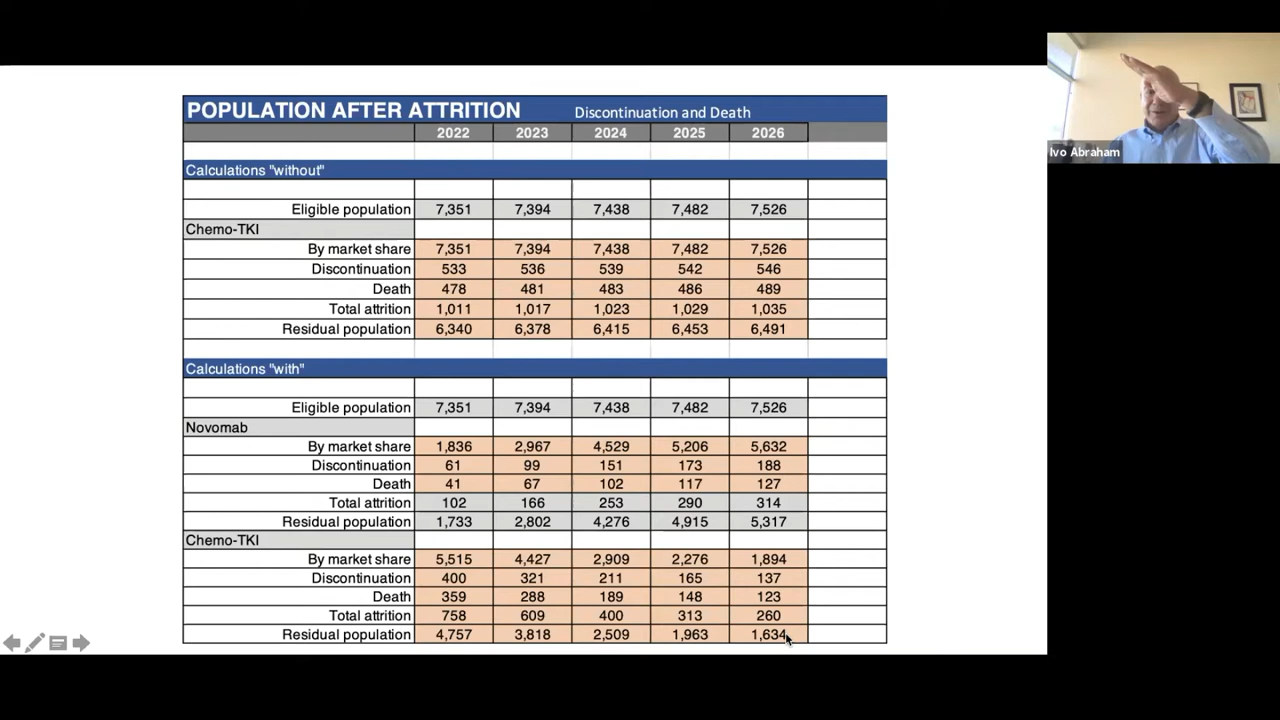 POPULATION AFTER ATTRITION Discontinuation and Death
2022 2023 2024 2025 2026
Calculations "without"
Eligible population 7,351 7,394 7,438 7,482 7,526
Chemo-TKI
By market share 7,351 7,394 7,438 7,482 7,526
Discontinuation 533 536 539 542 546
Death 478 481 483 486 489
Total attrition 1,011 1,017 1,023 1,029 1,035
Residual population 6,340 6,378 6,415 6,453 6,491
Calculations "with"
Eligible population 7,351 7,394 7,438 7,482 7,526
Novomab
By market share 1,836 2,967 4,529 5,206 5,632
Discontinuation 61 99 151 173 188
Death 41 67 102 117 127
Total attrition 102 166 253 290 314
Residual population 1,733 2,802 4,276 4,915 5,317
Chemo-TKI
By market share 5,515 4,427 2,909 2,276 1,894
Discontinuation 400 321 211 165 137
Death 359 288 189 148 123
Total attrition 758 609 400 313 260
Residual population 4,757 3,818 2,509 1,963 1,634
Ivo Abraham